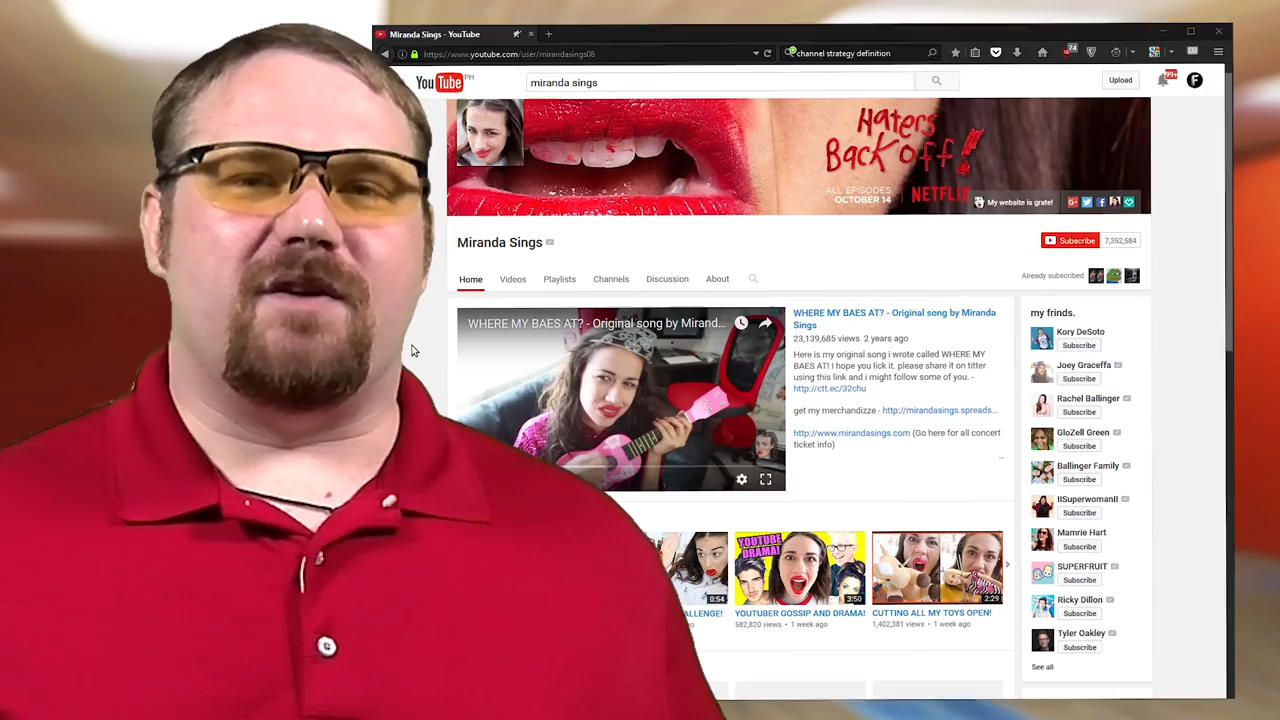 Miranda Sings - YouTube
https://www.youtube.com/user/mirandasings08
channel strategy definition
74
YouTube PH
miranda sings
Upload
99+
F
Haters
Back off!
ALL EPISODES
OCTOBER 14
NETFLIX
My website is grate!
Miranda Sings
Subscribe
7,352,584
Home
Videos
Playlists
Channels
Discussion
About
Already subscribed
WHERE MY BAES AT? - Original song by Mirand...
WHERE MY BAES AT? - Original song by Miranda
Sings
23,139,685 views 2 years ago
Here is my original song i wrote called WHERE MY
BAES AT! I hope you lick it. please share it on titter
using this link and i might follow some of you. -
http://ctt.ec/32chu
get my merchandizze - http://mirandasings.spreads...
http://www.mirandasings.com (Go here for all concert
ticket info)
...
my frinds.
Kory DeSoto
Subscribe
Joey Graceffa
Subscribe
Rachel Ballinger
Subscribe
GloZell Green
Subscribe
Ballinger Family
Subscribe
IISuperwomanII
Subscribe
Mamrie Hart
Subscribe
SUPERFRUIT
Subscribe
Ricky Dillon
Subscribe
Tyler Oakley
Subscribe
See all
0:54
YOUTUBE
DRAMA!
3:50
2:29
ALLENGE!
YOUTUBER GOSSIP AND DRAMA!
582,820 views • 1 week ago
CUTTING ALL MY TOYS OPEN!
1,402,381 views • 1 week ago
ago